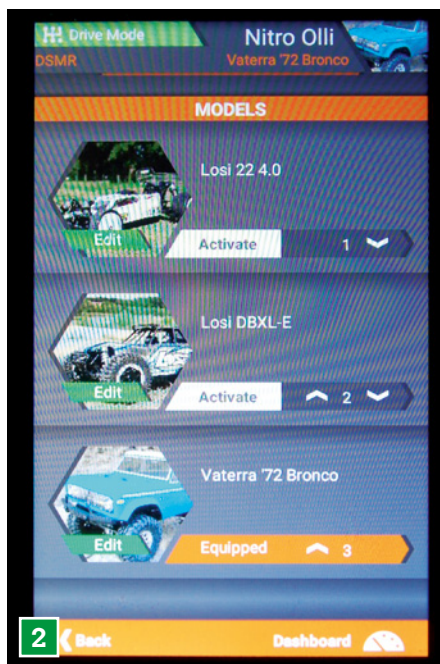 Drive Mode
Nitro Olli
DSMR
Vaterra '72 Bronco
MODELS
Losi 22 4.0
Edit
Activate
1
Losi DBXL-E
Edit
Activate
2
Vaterra '72 Bronco
Edit
Equipped
3
2
Back
Dashboard